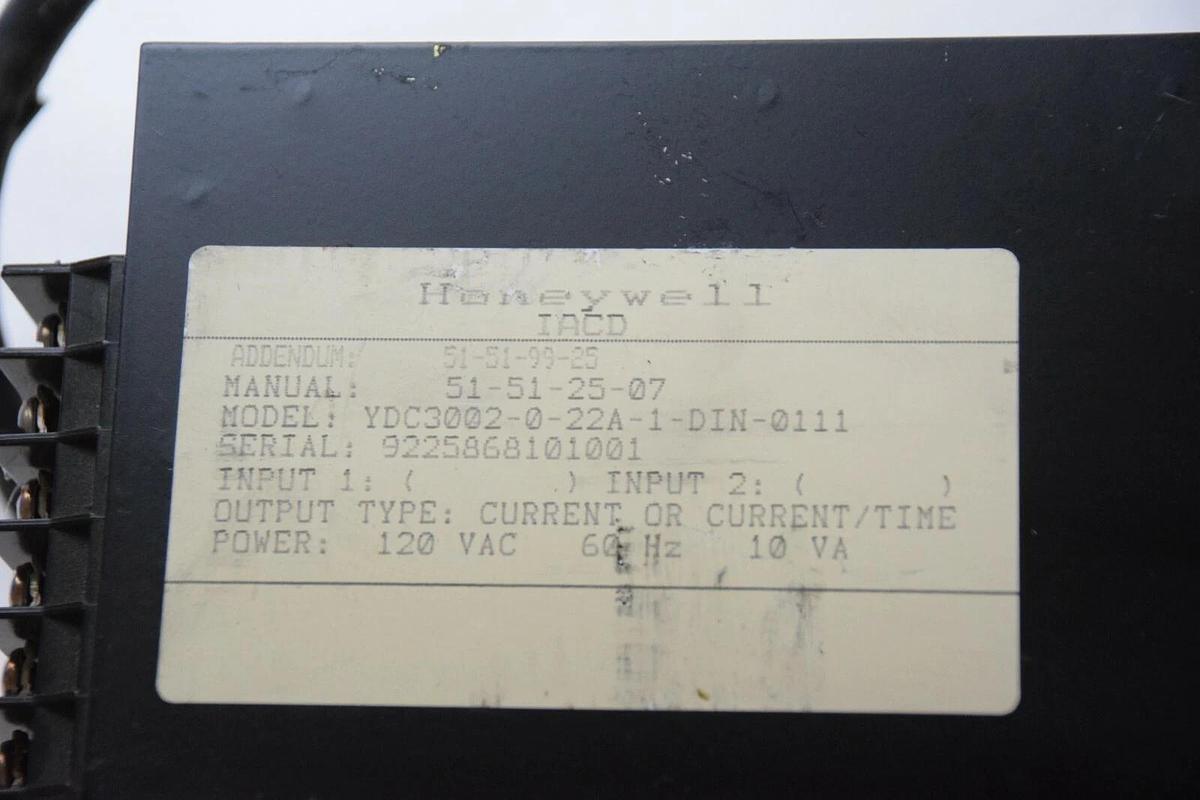 Honeywell
IACD
ADDENDUM: 51-51-99-25
MANUAL: 51-51-25-07
MODEL: YDC3002-0-22A-1-DIN-0111
SERIAL: 9225868101001
INPUT 1: ( ) INPUT 2: ( )
OUTPUT TYPE: CURRENT OR CURRENT/TIME
POWER: 120 VAC 60 Hz 10 VA